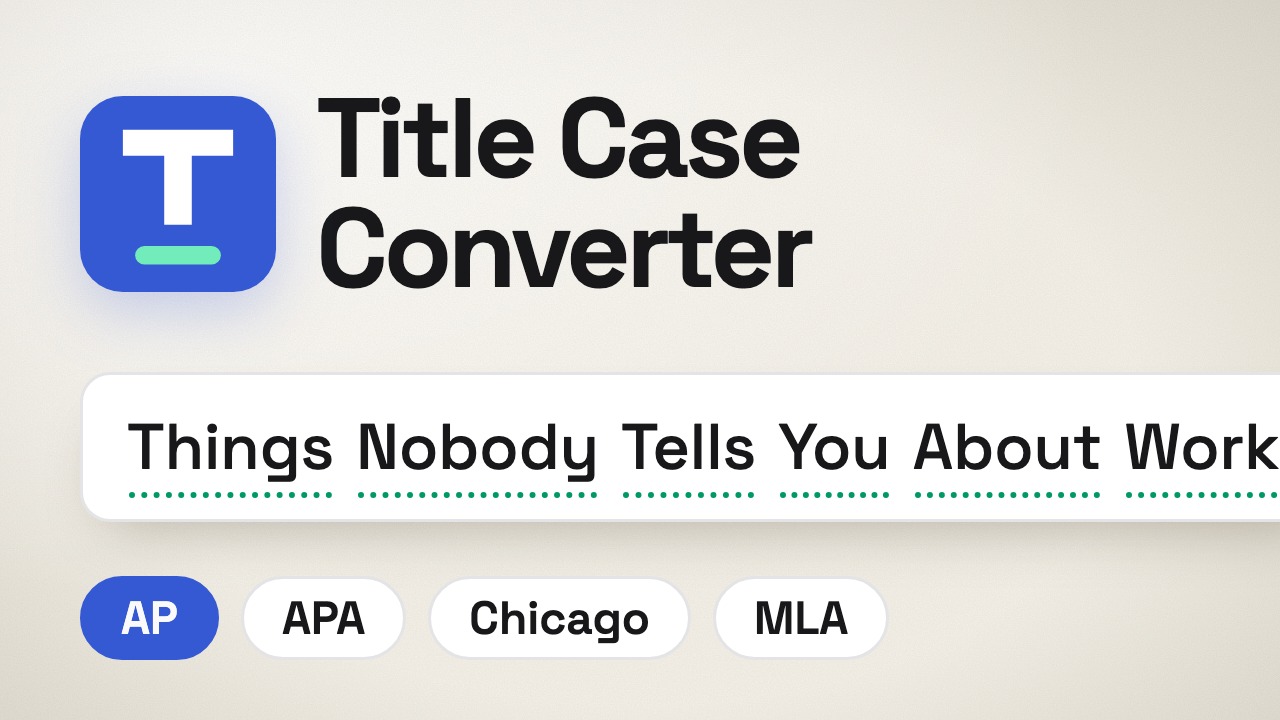 T
Title Case
Converter
Things Nobody Tells You About Work
AP APA Chicago MLA